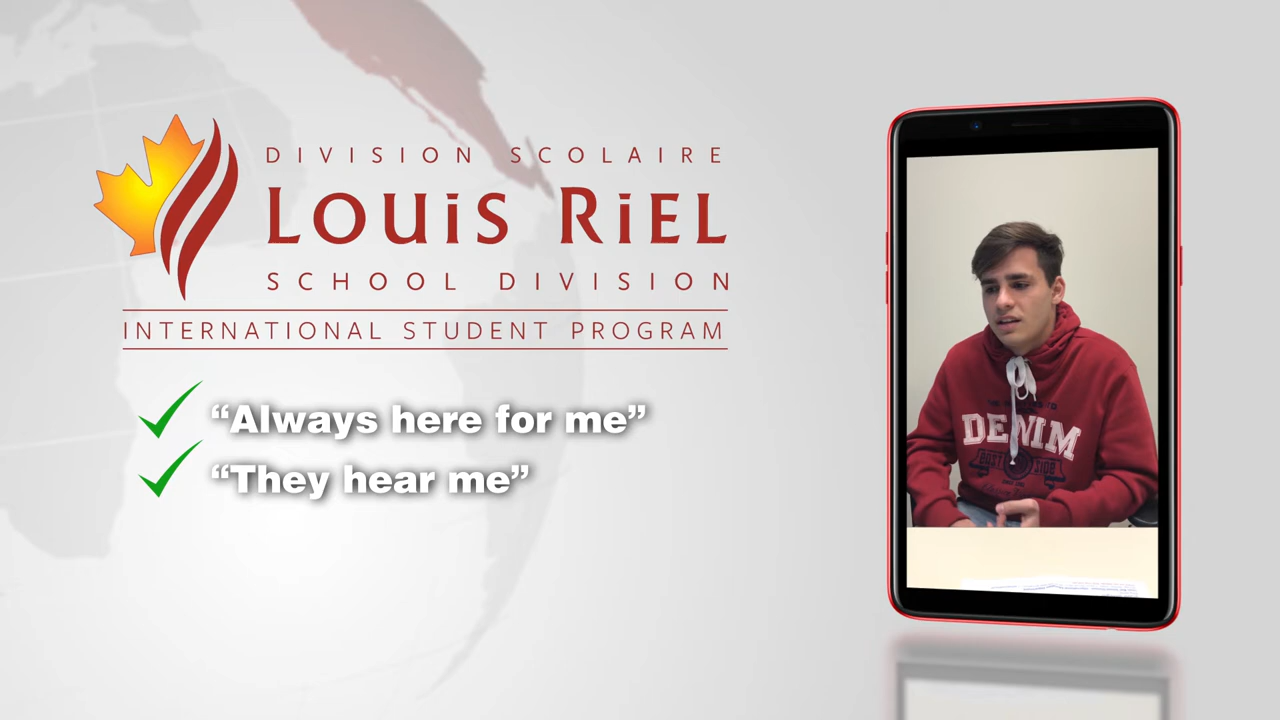 DIVISION SCOLAIRE
LOUiS RiEL
SCHOOL DIVISION
INTERNATIONAL STUDENT PROGRAM
“Always here for me”
“They hear me”
DENIM